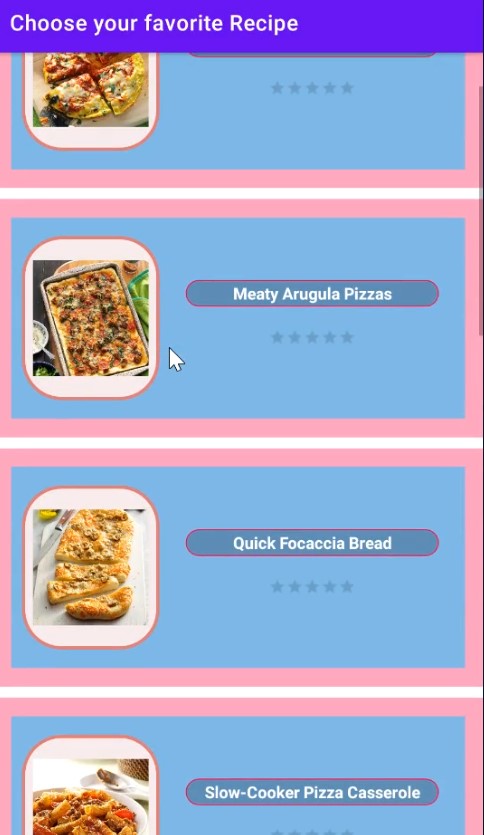 Choose your favorite Recipe
Meaty Arugula Pizzas
Quick Focaccia Bread
Slow-Cooker Pizza Casserole